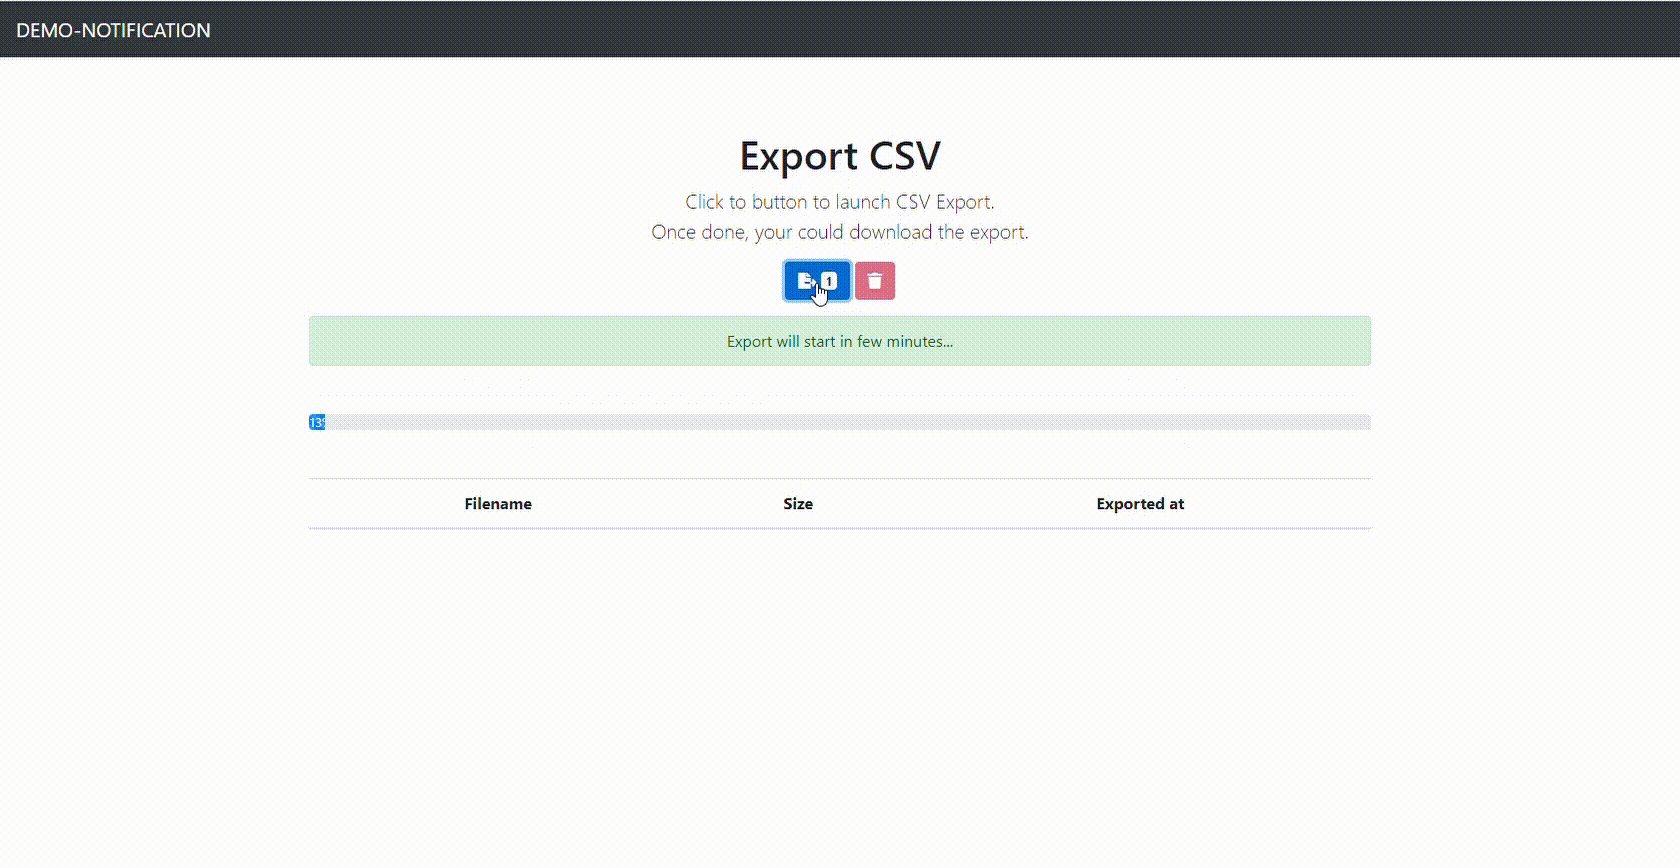 DEMO-NOTIFICATION
Export CSV
Click to button to launch CSV Export.
Once done, your could download the export.
1
Export will start in few minutes...
13%
Filename Size Exported at